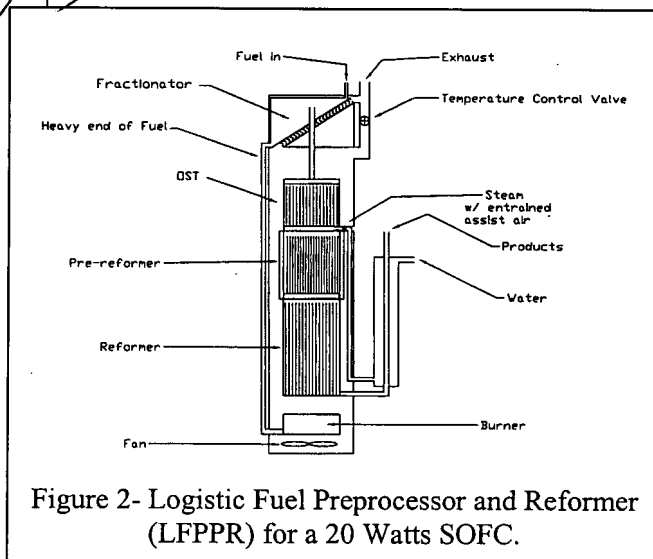 Fuel in
Exhaust
Fractionator
Temperature Control Valve
Heavy end of Fuel
OST
Steam
w/ entrained
assist air
Products
Pre-reformer
Water
Reformer
Burner
Fan
Figure 2- Logistic Fuel Preprocessor and Reformer
(LFPPR) for a 20 Watts SOFC.